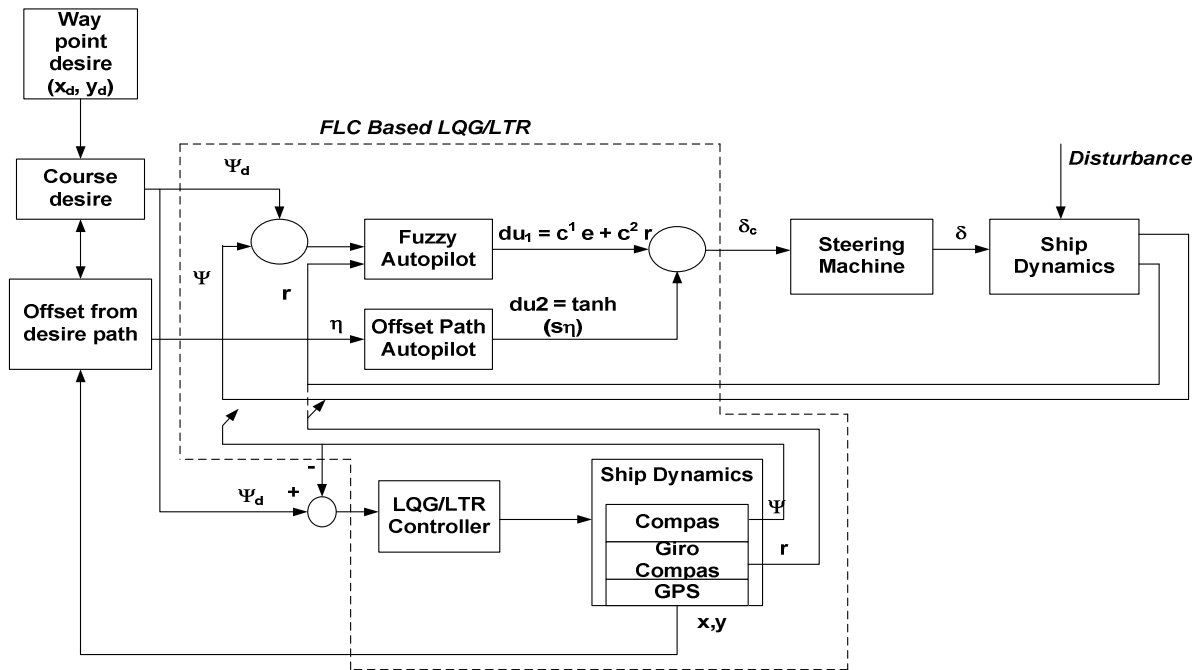 Way
point
desire
(xd, yd)
FLC Based LQG/LTR
Course
desire
Ψd
Disturbance
Fuzzy
Autopilot
du1 = c1 e + c2 r
δc
Steering
Machine
δ
Ship
Dynamics
Ψ
r
Offset from
desire path
η
Offset Path
Autopilot
du2 = tanh
(sη)
-
Ψd
+
LQG/LTR
Controller
Ship Dynamics
Compas
Ψ
Giro
Compas
r
GPS
x,y